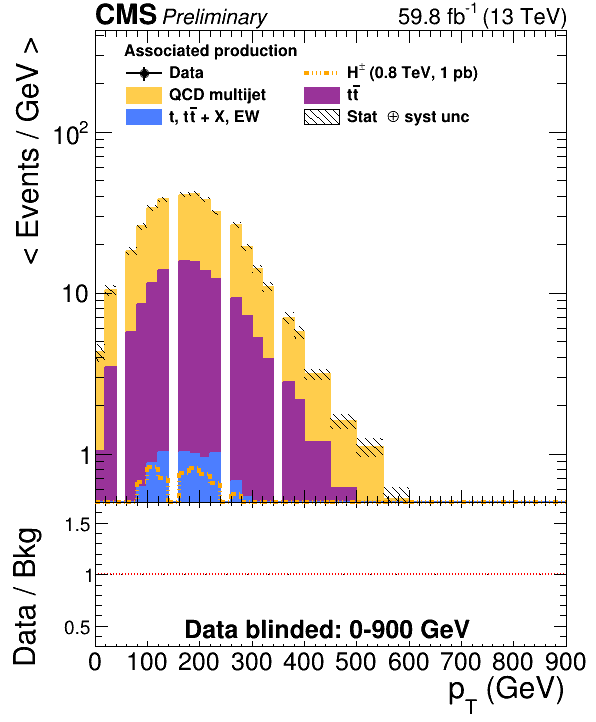 CMS Preliminary 59.8 fb⁻¹ (13 TeV)
Associated production
Data H± (0.8 TeV, 1 pb)
QCD multijet tt̄
t, tt̄ + X, EW Stat ⊕ syst unc
< Events / GeV >
10²
10
1
Data / Bkg
1.5
1
0.5
Data blinded: 0-900 GeV
0 100 200 300 400 500 600 700 800 900
p_T (GeV)